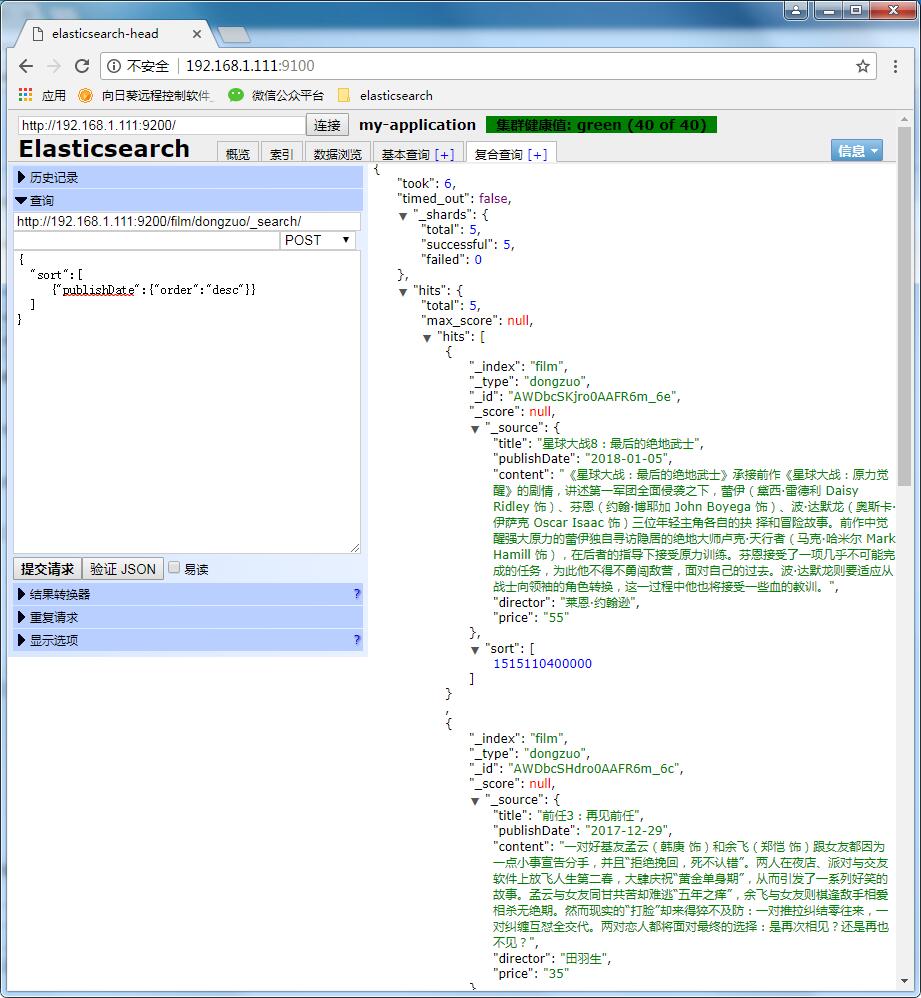 elasticsearch-head
不安全 192.168.1.111:9100
应用 向日葵远程控制软件_ 微信公众平台 elasticsearch
http://192.168.1.111:9200/ 连接 my-application 集群健康值: green (40 of 40)
Elasticsearch 概览 索引 数据浏览 基本查询 [+] 复合查询 [+] 信息
历史记录
查询
http://192.168.1.111:9200/film/dongzuo/_search/
POST
{
"sort":[
{"publishDate":{"order":"desc"}}
]
}
提交请求 验证 JSON 易读
结果转换器 ?
重复请求
显示选项 ?
{
"took": 6,
"timed_out": false,
"_shards": {
"total": 5,
"successful": 5,
"failed": 0
},
"hits": {
"total": 5,
"max_score": null,
"hits": [
{
"_index": "film",
"_type": "dongzuo",
"_id": "AWDbcSKjro0AAFR6m_6e",
"_score": null,
"_source": {
"title": "星球大战8：最后的绝地武士",
"publishDate": "2018-01-05",
"content": "《星球大战：最后的绝地武士》承接前作《星球大战：原力觉
醒》的剧情，讲述第一军团全面侵袭之下，蕾伊（黛西·雷德利 Daisy
Ridley 饰）、芬恩（约翰·博耶加 John Boyega 饰）、波·达默龙（奥斯卡·
伊萨克 Oscar Isaac 饰）三位年轻主角各自的抉 择和冒险故事。前作中觉
醒强大原力的蕾伊独自寻访隐居的绝地大师卢克·天行者（马克·哈米尔 Mark
Hamill 饰），在后者的指导下接受原力训练。芬恩接受了一项几乎不可能完
成的任务，为此他不得不勇闯敌营，面对自己的过去。波·达默龙则要适应从
战士向领袖的角色转换，这一过程中他也将接受一些血的教训。",
"director": "莱恩·约翰逊",
"price": "55"
},
"sort": [
1515110400000
]
}
,
{
"_index": "film",
"_type": "dongzuo",
"_id": "AWDbcSHdro0AAFR6m_6c",
"_score": null,
"_source": {
"title": "前任3：再见前任",
"publishDate": "2017-12-29",
"content": "一对好基友孟云（韩庚 饰）和余飞（郑恺 饰）跟女友都因为
一点小事宣告分手，并且“拒绝挽回，死不认错”。两人在夜店、派对与交友
软件上放飞人生第二春，大肆庆祝“黄金单身期”，从而引发了一系列好笑的
故事。孟云与女友同甘共苦却难逃“五年之痒”，余飞与女友则棋逢敌手相爱
相杀无绝期。然而现实的“打脸”却来得猝不及防：一对推拉纠结零往来，一
对纠缠互怼全交代。两对恋人都将面对最终的选择：是再次相见？还是再也
不见？",
"director": "田羽生",
"price": "35"
},